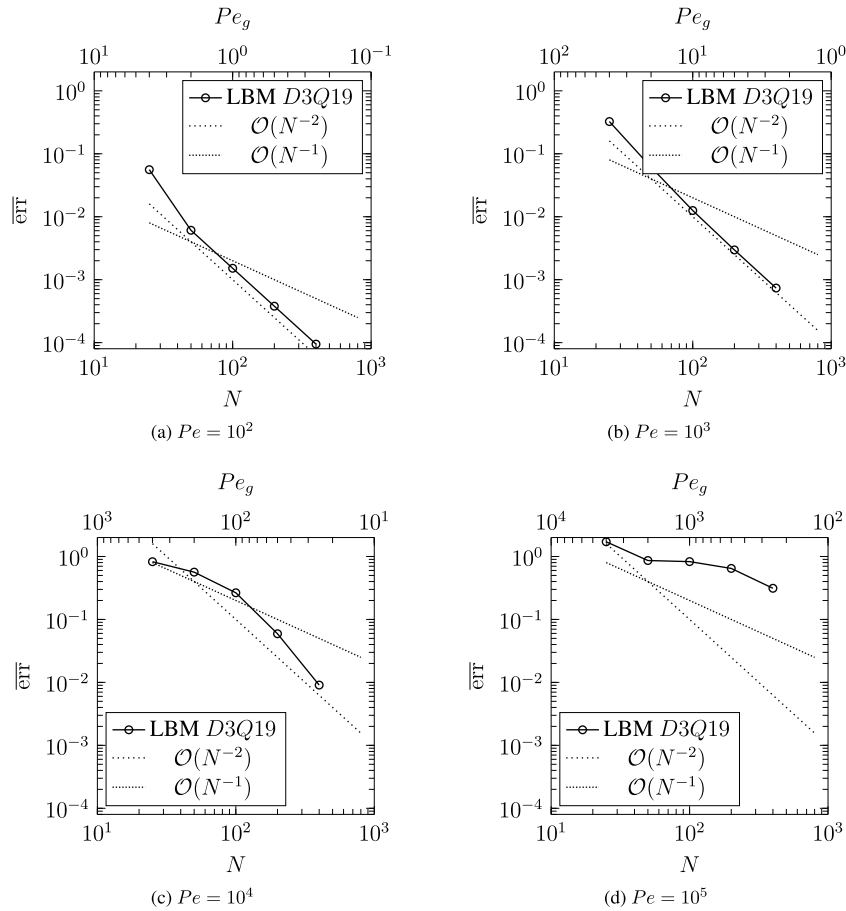 Pe_g
10^1 10^0 10^-1
LBM D3Q19
O(N^-2)
O(N^-1)
10^0
10^-1
10^-2
10^-3
10^-4
err
10^1 10^2 10^3
N
(a) Pe = 10^2
Pe_g
10^2 10^1 10^0
LBM D3Q19
O(N^-2)
O(N^-1)
10^0
10^-1
10^-2
10^-3
10^-4
err
10^1 10^2 10^3
N
(b) Pe = 10^3
Pe_g
10^3 10^2 10^1
10^0
10^-1
10^-2
10^-3
10^-4
err
LBM D3Q19
O(N^-2)
O(N^-1)
10^1 10^2 10^3
N
(c) Pe = 10^4
Pe_g
10^4 10^3 10^2
10^0
10^-1
10^-2
10^-3
10^-4
err
LBM D3Q19
O(N^-2)
O(N^-1)
10^1 10^2 10^3
N
(d) Pe = 10^5